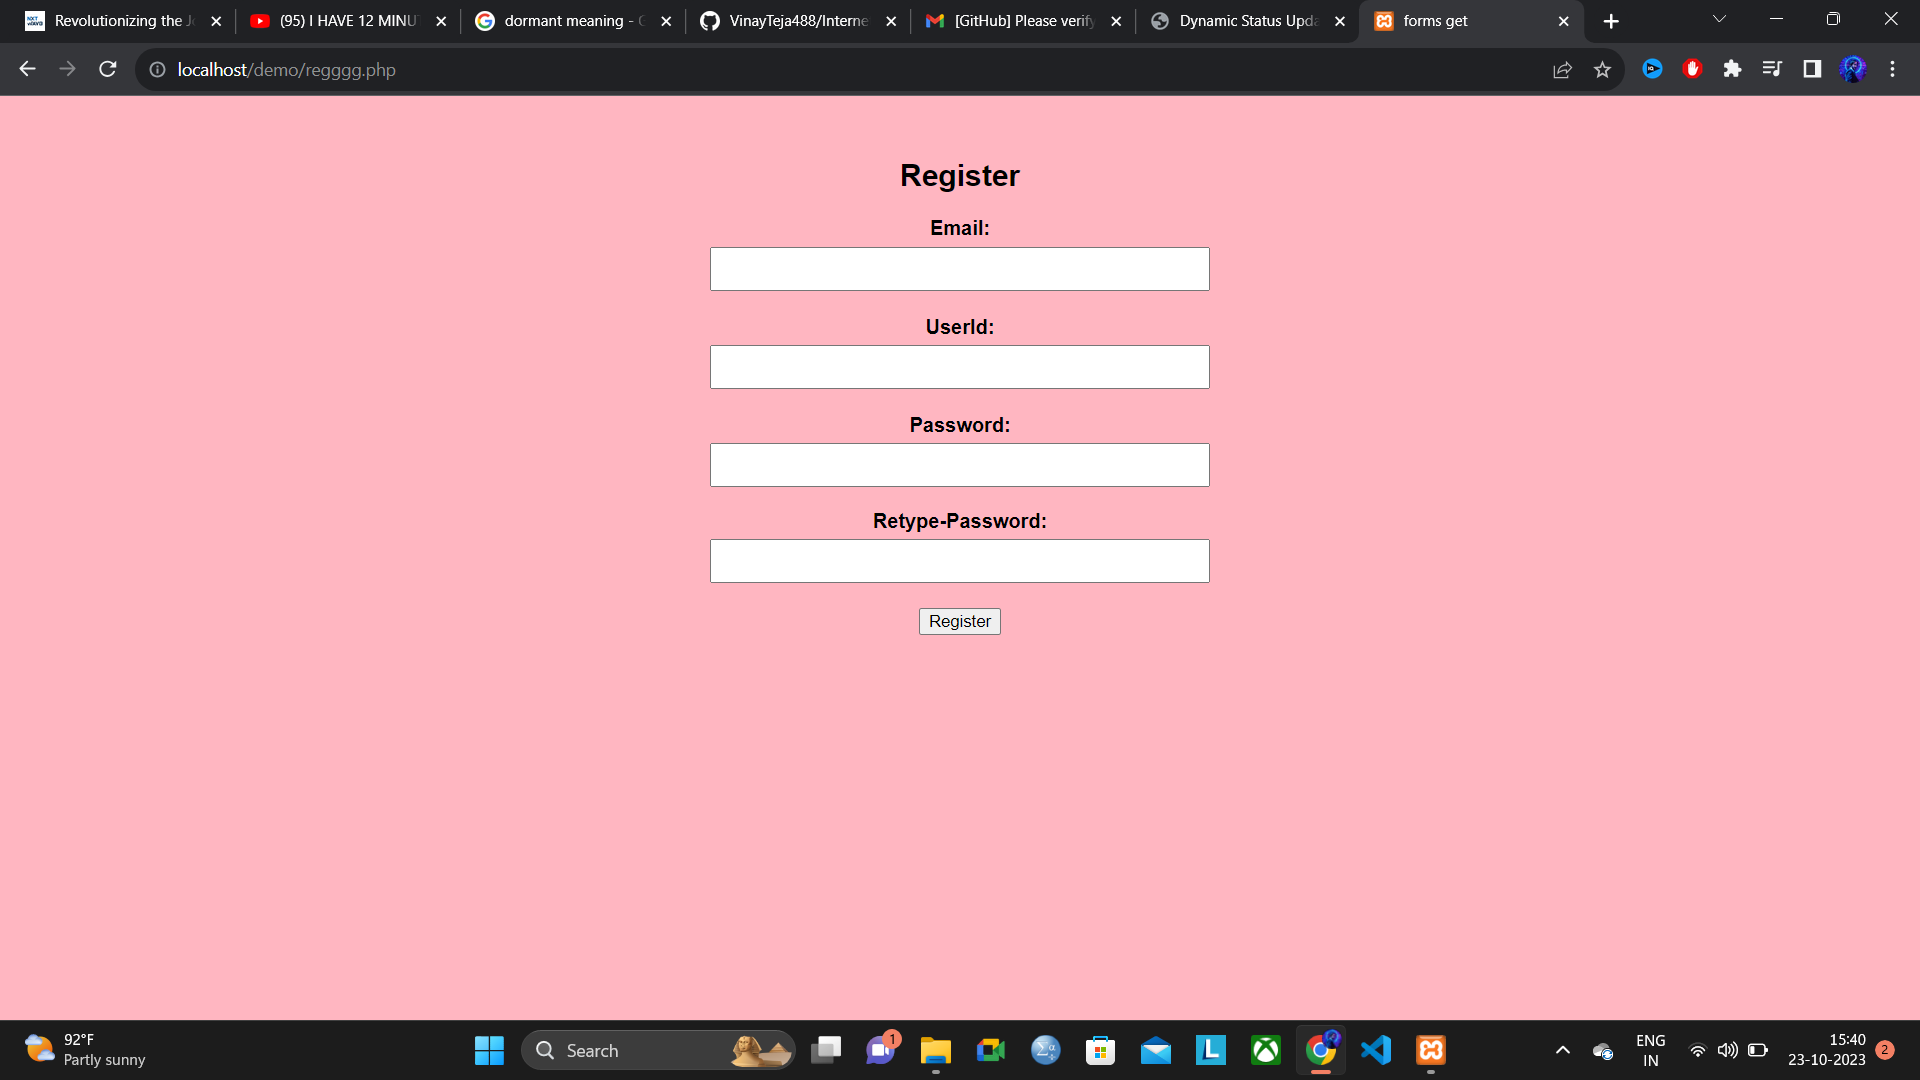 Revolutionizing the J
(95) I HAVE 12 MINU
dormant meaning - G
VinayTeja488/Interne
[GitHub] Please verify
Dynamic Status Upda
forms get
localhost/demo/regggg.php
Register
Email:
UserId:
Password:
Retype-Password:
Register
92°F
Partly sunny
Search
1
L
ENG
IN
15:40
23-10-2023
2